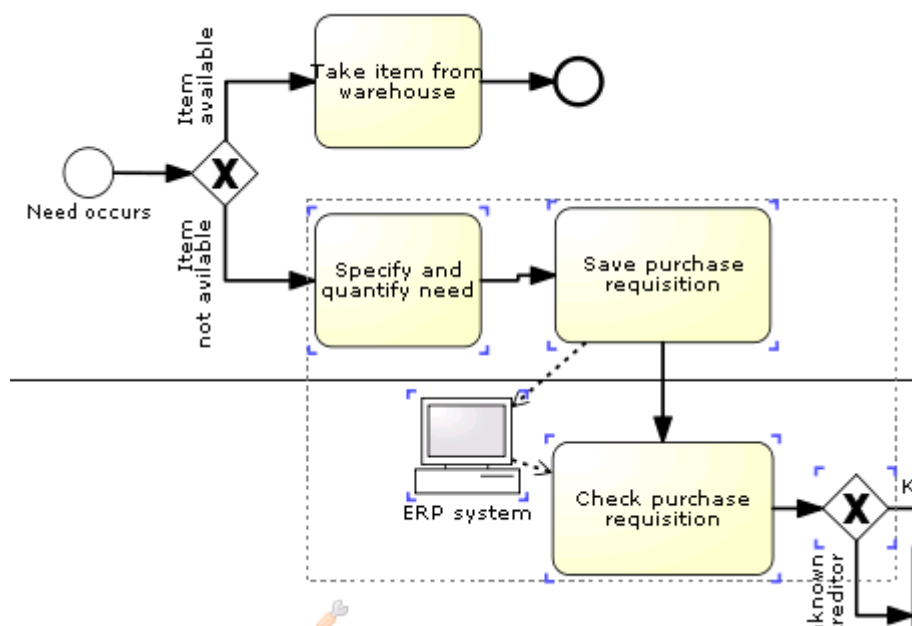 Item
available
Take item from
warehouse
Need occurs
Item
not avilable
Specify and
quantify need
Save purchase
requisition
ERP system
Check purchase
requisition
K